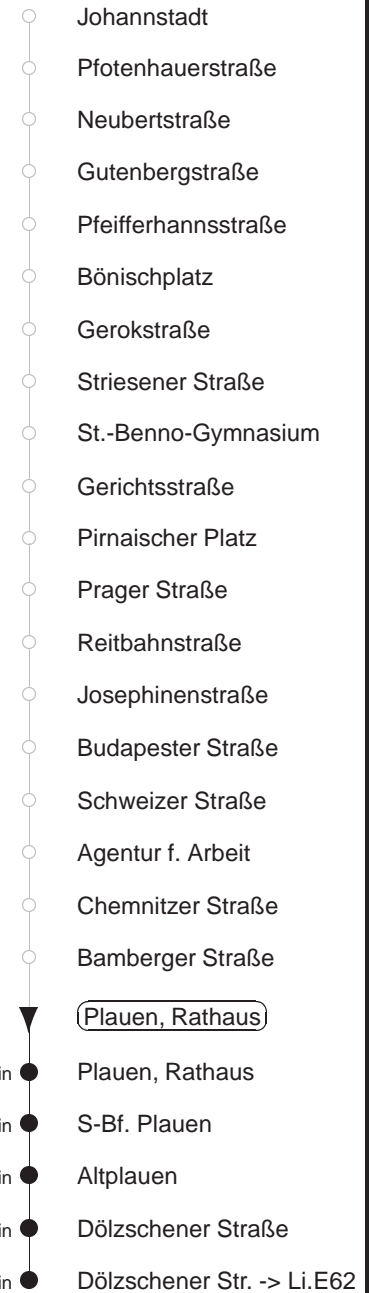 Johannstadt
Pfotenhauerstraße
Neubertstraße
Gutenbergstraße
Pfeifferhannsstraße
Bönischplatz
Gerokstraße
Striesener Straße
St.-Benno-Gymnasium
Gerichtsstraße
Pirnaischer Platz
Prager Straße
Reitbahnstraße
Josephinenstraße
Budapester Straße
Schweizer Straße
Agentur f. Arbeit
Chemnitzer Straße
Bamberger Straße
Plauen, Rathaus
Plauen, Rathaus
S-Bf. Plauen
Altplauen
Dölzschener Straße
Dölzschener Str. -> Li.E62